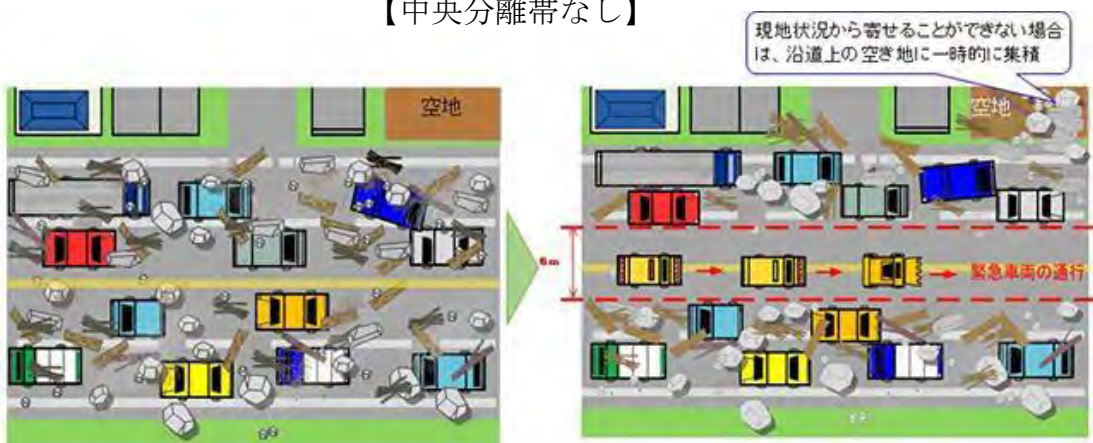 【中央分離帯なし】
現地状況から寄せることができない場合
は、沿道上の空き地に一時的に集積
空地
空地
6m
緊急車両の通行